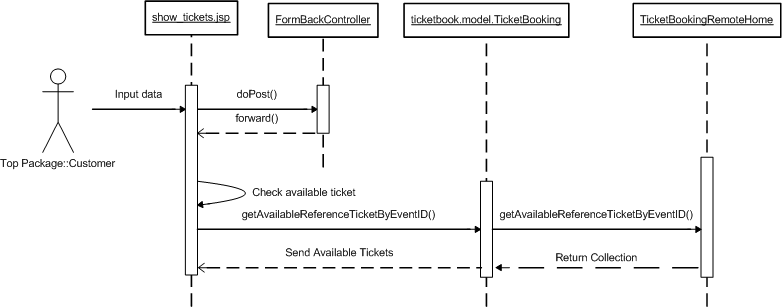 show_tickets.jsp
FormBackController
ticketbook.model.TicketBooking
TicketBookingRemoteHome
Input data
doPost()
forward()
Top Package::Customer
Check available ticket
getAvailableReferenceTicketByEventID()
getAvailableReferenceTicketByEventID()
Send Available Tickets
Return Collection